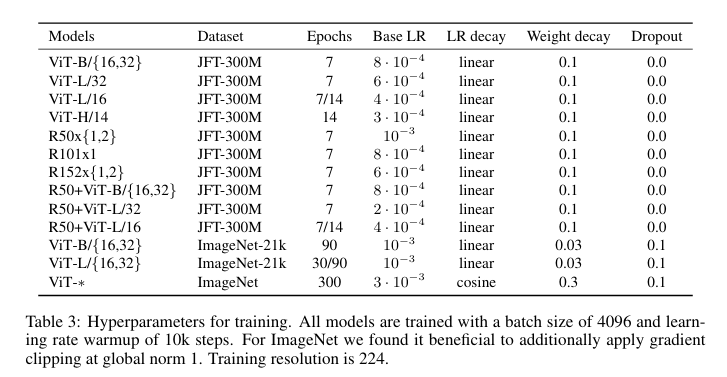 Models Dataset Epochs Base LR LR decay Weight decay Dropout
ViT-B/{16,32} JFT-300M 7 8 · 10⁻⁴ linear 0.1 0.0
ViT-L/32 JFT-300M 7 6 · 10⁻⁴ linear 0.1 0.0
ViT-L/16 JFT-300M 7/14 4 · 10⁻⁴ linear 0.1 0.0
ViT-H/14 JFT-300M 14 3 · 10⁻⁴ linear 0.1 0.0
R50x{1,2} JFT-300M 7 10⁻³ linear 0.1 0.0
R101x1 JFT-300M 7 8 · 10⁻⁴ linear 0.1 0.0
R152x{1,2} JFT-300M 7 6 · 10⁻⁴ linear 0.1 0.0
R50+ViT-B/{16,32} JFT-300M 7 8 · 10⁻⁴ linear 0.1 0.0
R50+ViT-L/32 JFT-300M 7 2 · 10⁻⁴ linear 0.1 0.0
R50+ViT-L/16 JFT-300M 7/14 4 · 10⁻⁴ linear 0.1 0.0
ViT-B/{16,32} ImageNet-21k 90 10⁻³ linear 0.03 0.1
ViT-L/{16,32} ImageNet-21k 30/90 10⁻³ linear 0.03 0.1
ViT-∗ ImageNet 300 3 · 10⁻³ cosine 0.3 0.1
Table 3: Hyperparameters for training. All models are trained with a batch size of 4096 and learn-
ing rate warmup of 10k steps. For ImageNet we found it beneficial to additionally apply gradient
clipping at global norm 1. Training resolution is 224.